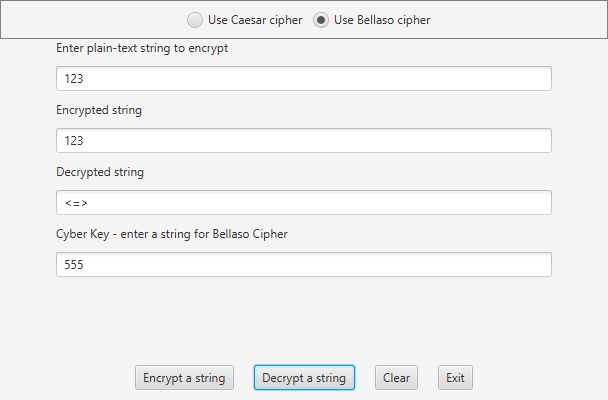 Use Caesar cipher Use Bellaso cipher
Enter plain-text string to encrypt
123
Encrypted string
123
Decrypted string
<=>
Cyber Key - enter a string for Bellaso Cipher
555
Encrypt a string Decrypt a string Clear Exit